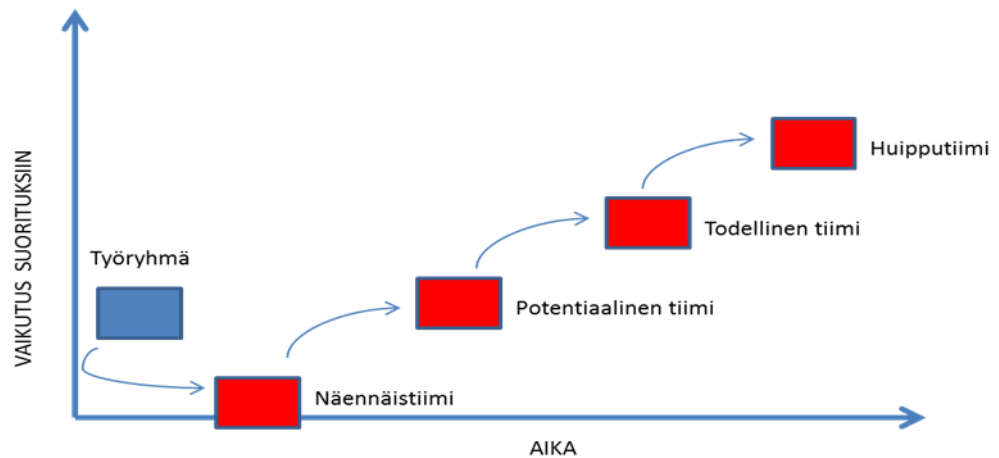 Huipputiimi
Todellinen tiimi
Työryhmä
Potentiaalinen tiimi
Näennäistiimi
VAIKUTUS SUORITUKSIIN
AIKA